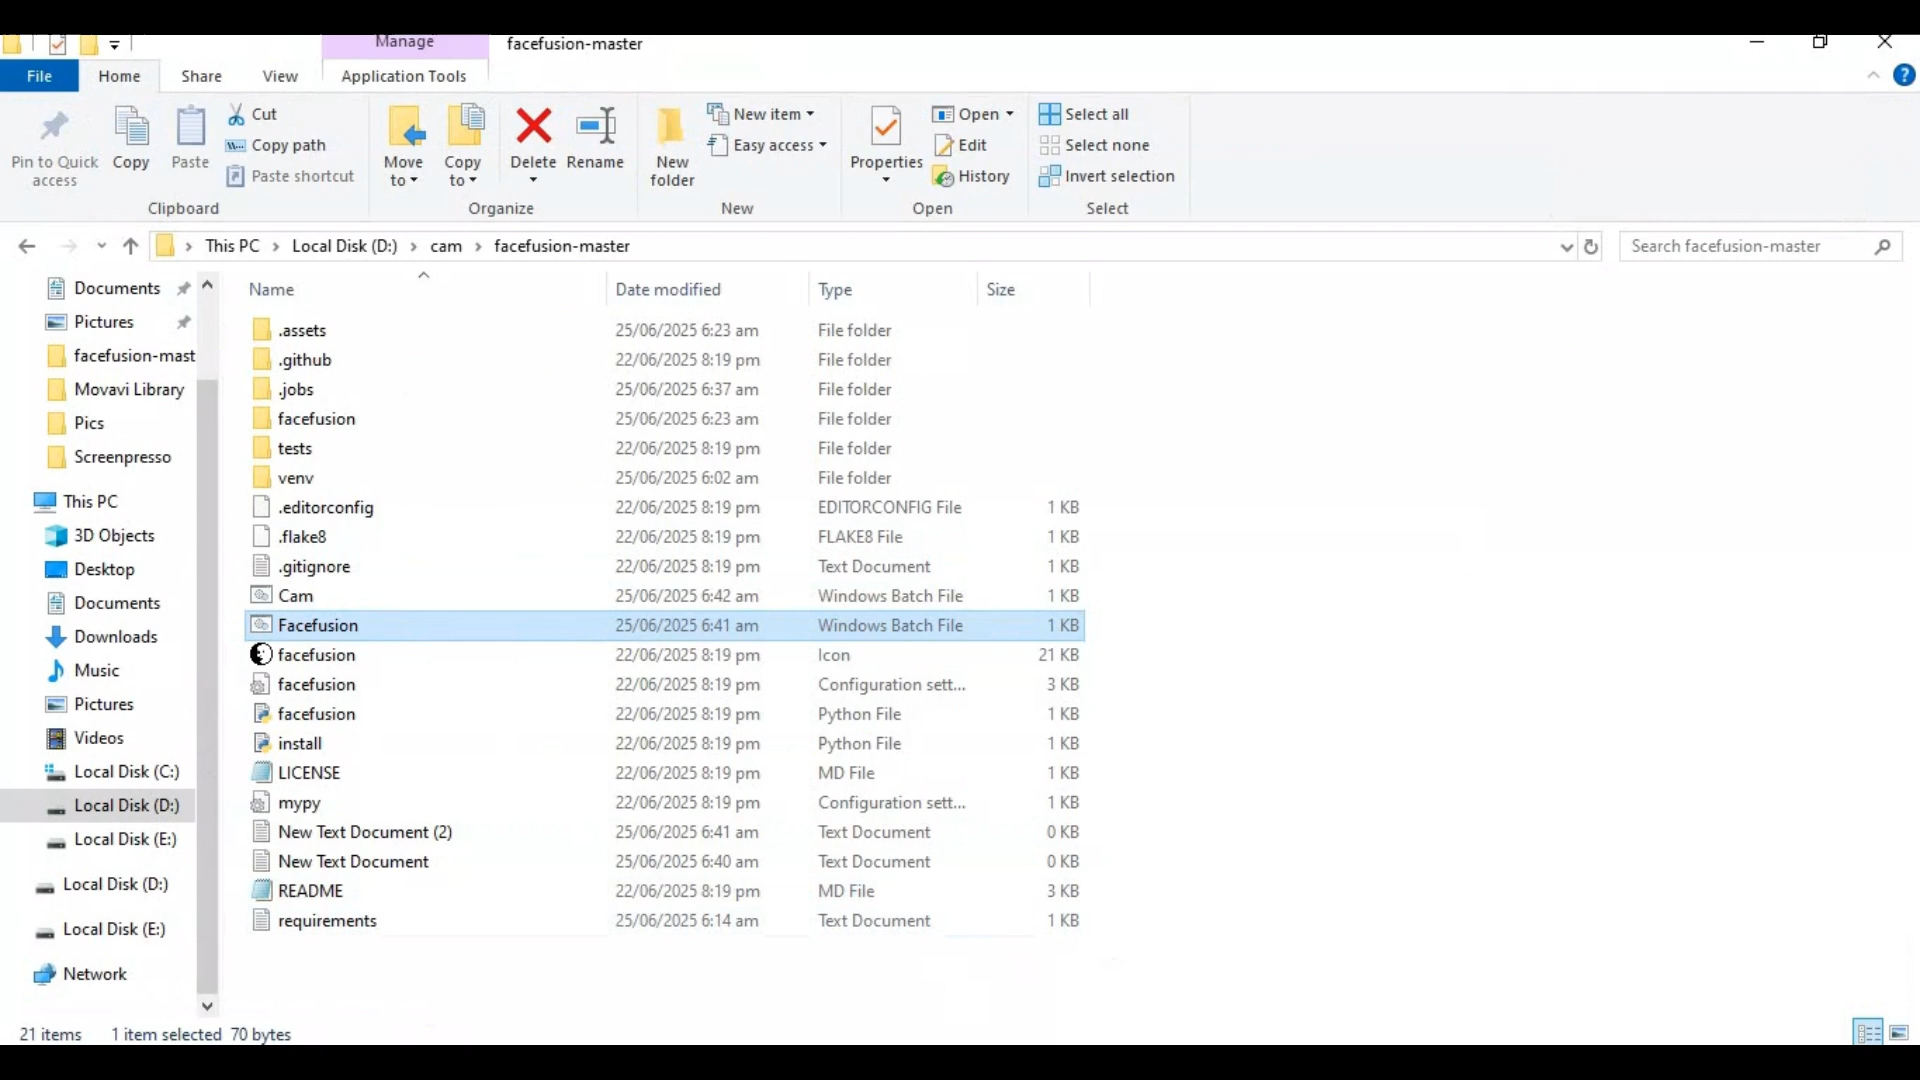 Manage
facefusion-master
File
Home
Share
View
Application Tools
Pin to Quick access
Copy
Paste
Cut
Copy path
Paste shortcut
Clipboard
Move to
Copy to
Delete
Rename
Organize
New folder
New item
Easy access
New
Properties
Open
Edit
History
Open
Select all
Select none
Invert selection
Select
This PC > Local Disk (D:) > cam > facefusion-master
Search facefusion-master
Documents
Pictures
facefusion-mast
Movavi Library
Pics
Screenpresso
This PC
3D Objects
Desktop
Documents
Downloads
Music
Pictures
Videos
Local Disk (C:)
Local Disk (D:)
Local Disk (E:)
Local Disk (D:)
Local Disk (E:)
Network
Name Date modified Type Size
.assets 25/06/2025 6:23 am File folder
.github 22/06/2025 8:19 pm File folder
.jobs 25/06/2025 6:37 am File folder
facefusion 25/06/2025 6:23 am File folder
tests 22/06/2025 8:19 pm File folder
venv 25/06/2025 6:02 am File folder
.editorconfig 22/06/2025 8:19 pm EDITORCONFIG File 1 KB
.flake8 22/06/2025 8:19 pm FLAKE8 File 1 KB
.gitignore 22/06/2025 8:19 pm Text Document 1 KB
Cam 25/06/2025 6:42 am Windows Batch File 1 KB
Facefusion 25/06/2025 6:41 am Windows Batch File 1 KB
facefusion 22/06/2025 8:19 pm Icon 21 KB
facefusion 22/06/2025 8:19 pm Configuration sett... 3 KB
facefusion 22/06/2025 8:19 pm Python File 1 KB
install 22/06/2025 8:19 pm Python File 1 KB
LICENSE 22/06/2025 8:19 pm MD File 1 KB
mypy 22/06/2025 8:19 pm Configuration sett... 1 KB
New Text Document (2) 25/06/2025 6:41 am Text Document 0 KB
New Text Document 25/06/2025 6:40 am Text Document 0 KB
README 22/06/2025 8:19 pm MD File 3 KB
requirements 25/06/2025 6:14 am Text Document 1 KB
21 items 1 item selected 70 bytes